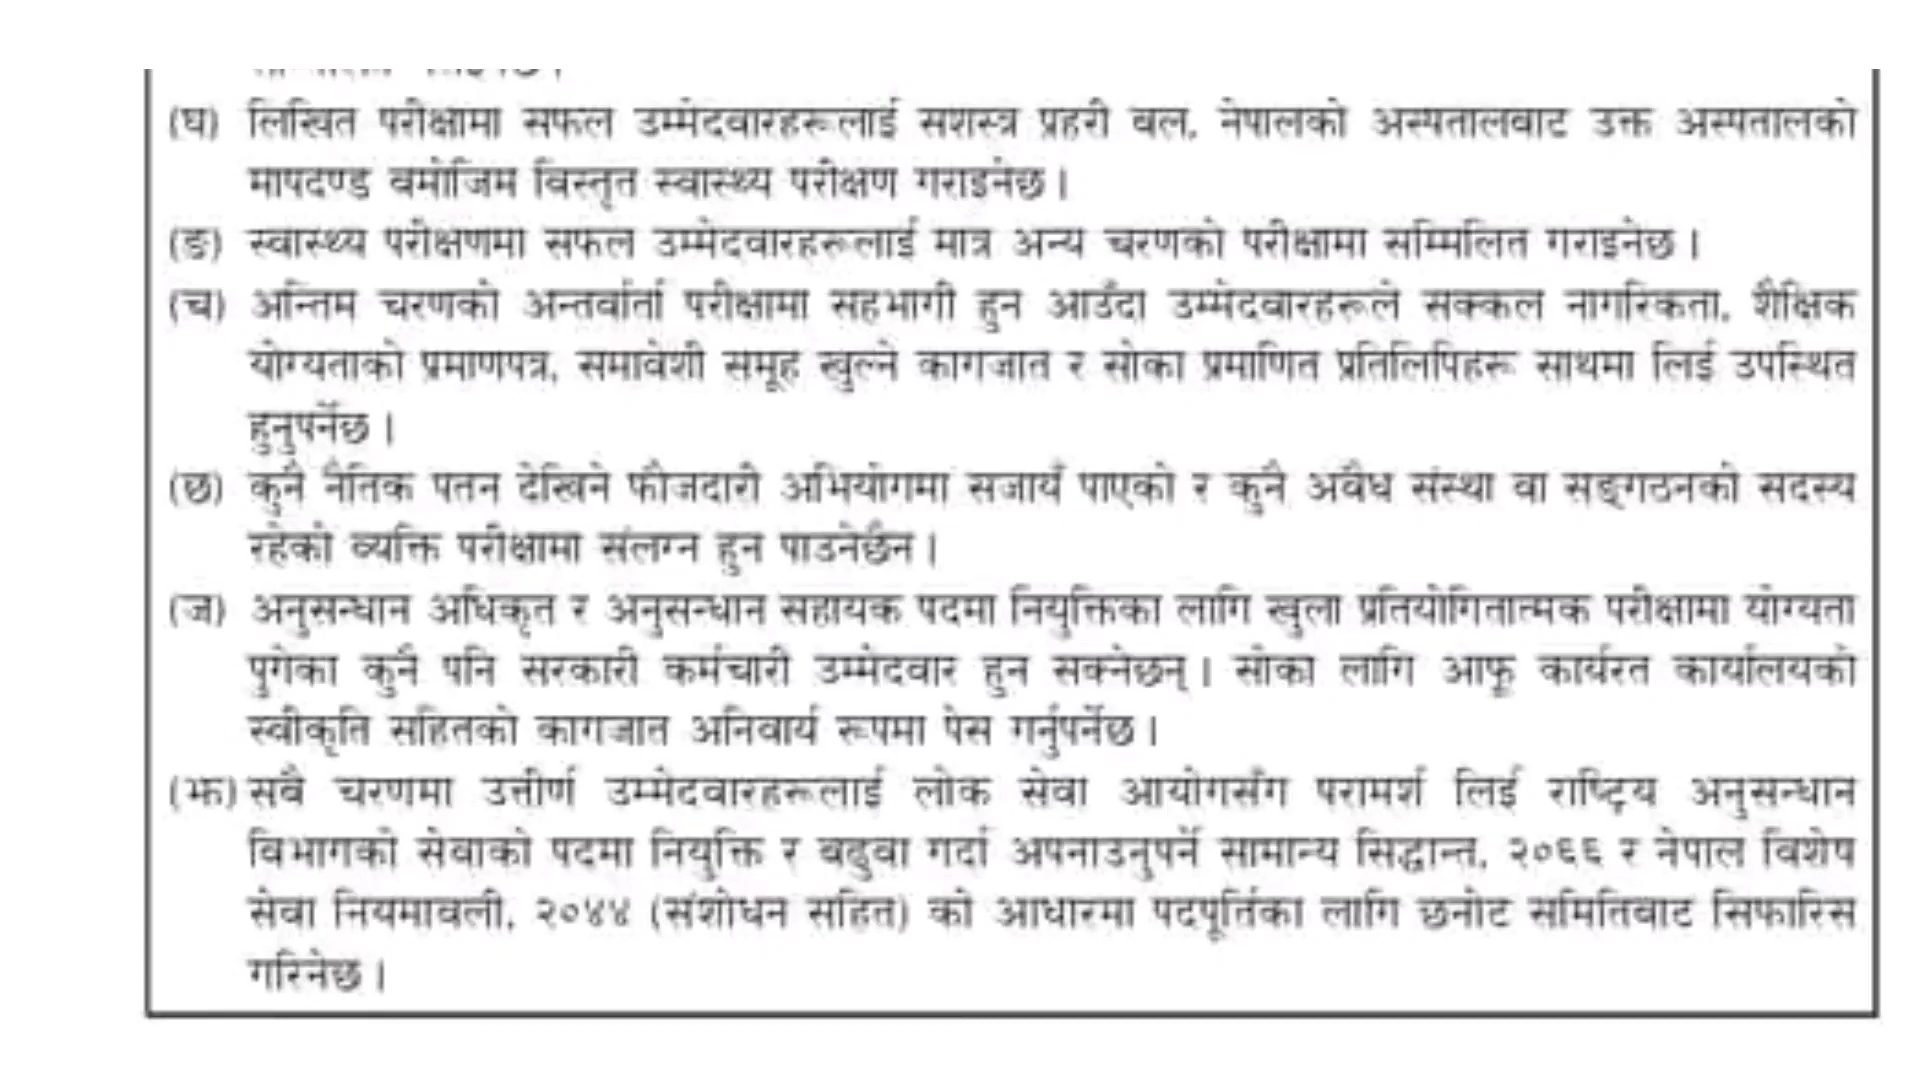 (घ) लिखित परीक्षामा सफल उम्मेदवारहरूलाई सशस्त्र प्रहरी बल, नेपालको अस्पतालबाट उक्त अस्पतालको
मापदण्ड बमोजिम विस्तृत स्वास्थ्य परीक्षण गराइनेछ।
(ङ) स्वास्थ्य परीक्षणमा सफल उम्मेदवारहरूलाई मात्र अन्य चरणको परीक्षामा सम्मिलित गराइनेछ।
(च) अन्तिम चरणको अन्तर्वार्ता परीक्षामा सहभागी हुन आउँदा उम्मेदवारहरूले सक्कल नागरिकता, शैक्षिक
योग्यताको प्रमाणपत्र, समावेशी समूह खुल्ने कागजात र सोका प्रमाणित प्रतिलिपिहरू साथमा लिई उपस्थित
हुनुपर्नेछ।
(छ) कुनै नैतिक पतन देखिने फौजदारी अभियोगमा सजायँ पाएको र कुनै अवैध संस्था वा सङ्गठनको सदस्य
रहेको व्यक्ति परीक्षामा संलग्न हुन पाउनेछैन।
(ज) अनुसन्धान अधिकृत र अनुसन्धान सहायक पदमा नियुक्तिका लागि खुला प्रतियोगितात्मक परीक्षामा योग्यता
पुगेका कुनै पनि सरकारी कर्मचारी उम्मेदवार हुन सक्नेछन्। सोका लागि आफू कार्यरत कार्यालयको
स्वीकृति सहितको कागजात अनिवार्य रूपमा पेस गर्नुपर्नेछ।
(झ) सबै चरणमा उत्तीर्ण उम्मेदवारहरूलाई लोक सेवा आयोगसँग परामर्श लिई राष्ट्रिय अनुसन्धान
विभागको सेवाको पदमा नियुक्ति र बढुवा गर्दा अपनाउनुपर्ने सामान्य सिद्धान्त, २०६६ र नेपाल विशेष
सेवा नियमावली, २०४४ (संशोधन सहित) को आधारमा पदपूर्तिका लागि छनोट समितिबाट सिफारिस
गरिनेछ।